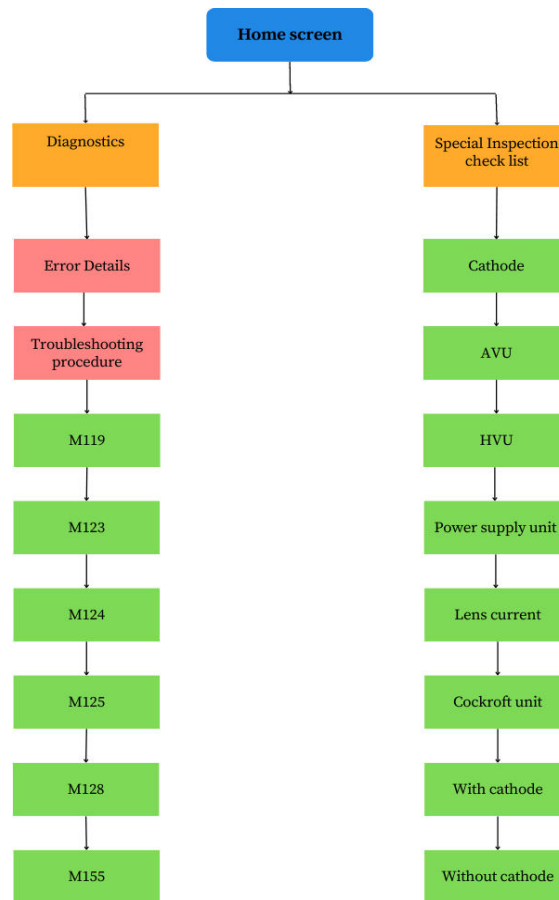 Home screen
Diagnostics
Special Inspection
check list
Error Details
Cathode
Troubleshooting
procedure
AVU
M119
HVU
M123
Power supply unit
M124
Lens current
M125
Cockroft unit
M128
With cathode
M155
Without cathode